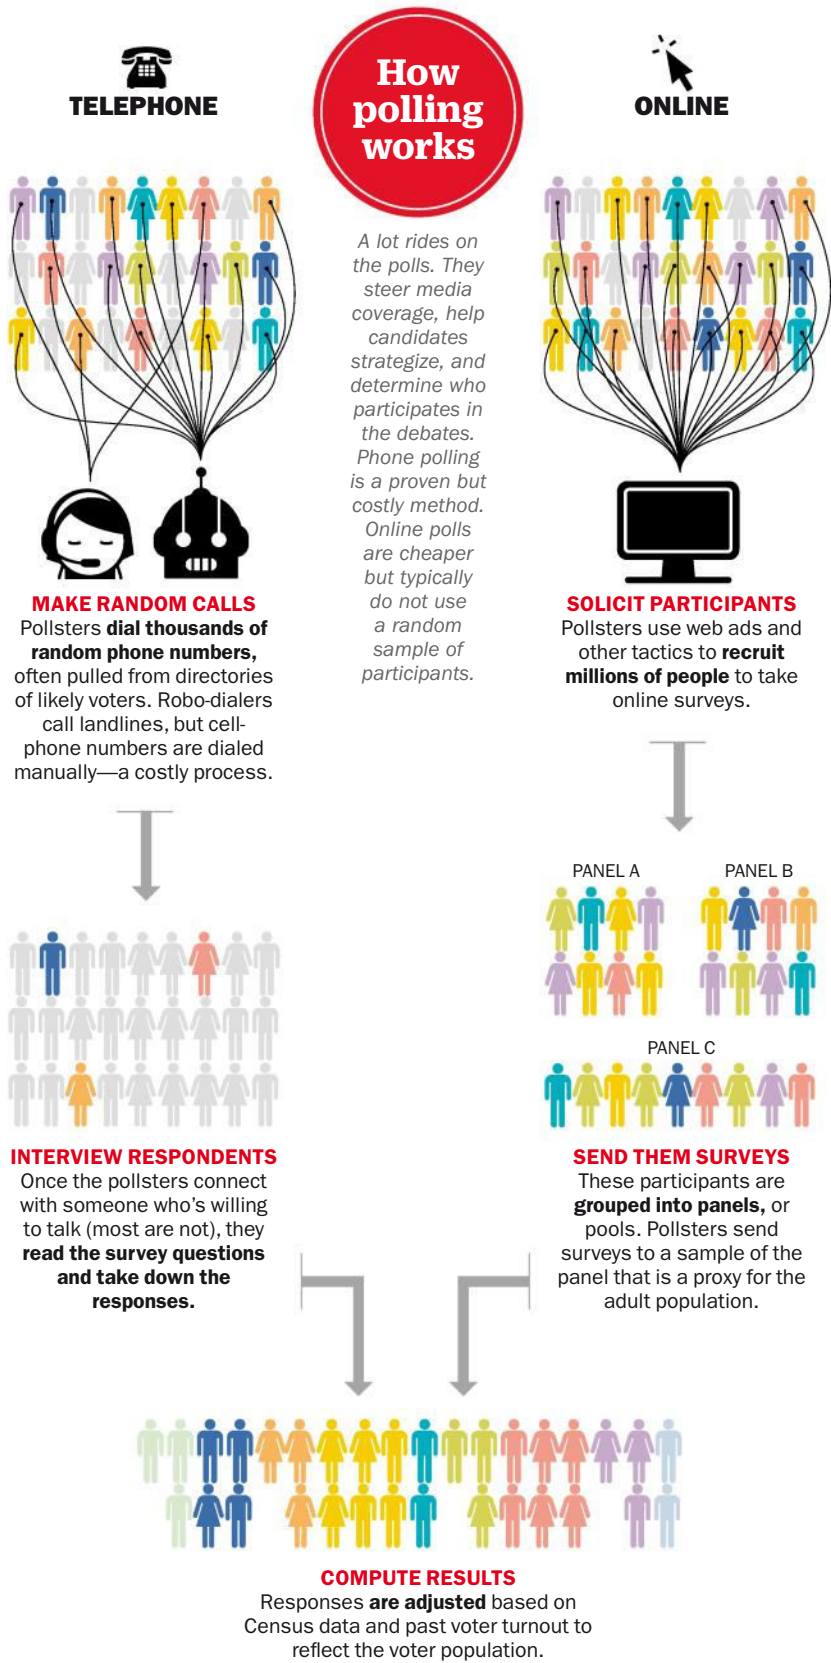 How
polling
works
TELEPHONE
ONLINE
A lot rides on
the polls. They
steer media
coverage, help
candidates
strategize, and
determine who
participates in
the debates.
Phone polling
is a proven but
costly method.
Online polls
are cheaper
but typically
do not use
a random
sample of
participants.
MAKE RANDOM CALLS
Pollsters dial thousands of
random phone numbers,
often pulled from directories
of likely voters. Robo-dialers
call landlines, but cell-
phone numbers are dialed
manually—a costly process.
INTERVIEW RESPONDENTS
Once the pollsters connect
with someone who's willing
to talk (most are not), they
read the survey questions
and take down the
responses.
SOLICIT PARTICIPANTS
Pollsters use web ads and
other tactics to recruit
millions of people to take
online surveys.
PANEL A
PANEL B
PANEL C
SEND THEM SURVEYS
These participants are
grouped into panels, or
pools. Pollsters send
surveys to a sample of the
panel that is a proxy for the
adult population.
COMPUTE RESULTS
Responses are adjusted based on
Census data and past voter turnout to
reflect the voter population.